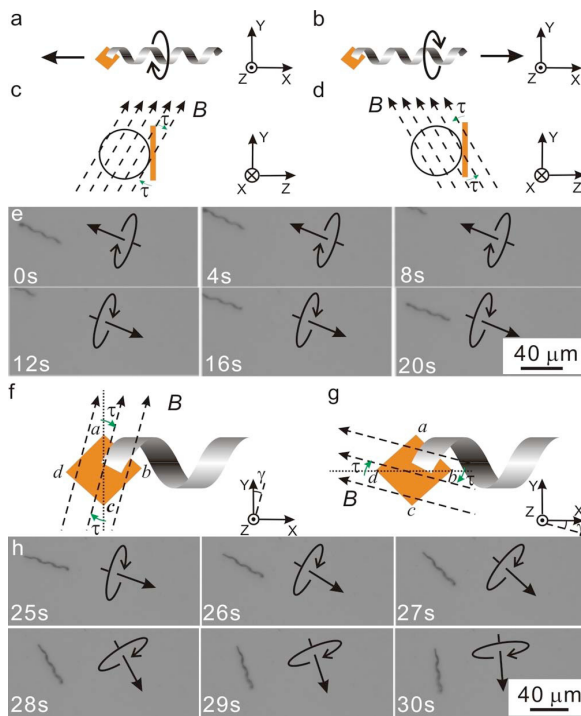 a
b
Y
Z
X
Y
Z
X
c
d
B
τ
τ
Y
X
Z
B
τ
τ
Y
X
Z
e
0s
4s
8s
12s
16s
20s
40 μm
f
g
B
τ
a
b
c
d
τ
Y
γ
Z
X
a
τ
d
b
τ
B
c
Y
Z
X
γ
h
25s
26s
27s
28s
29s
30s
40 μm